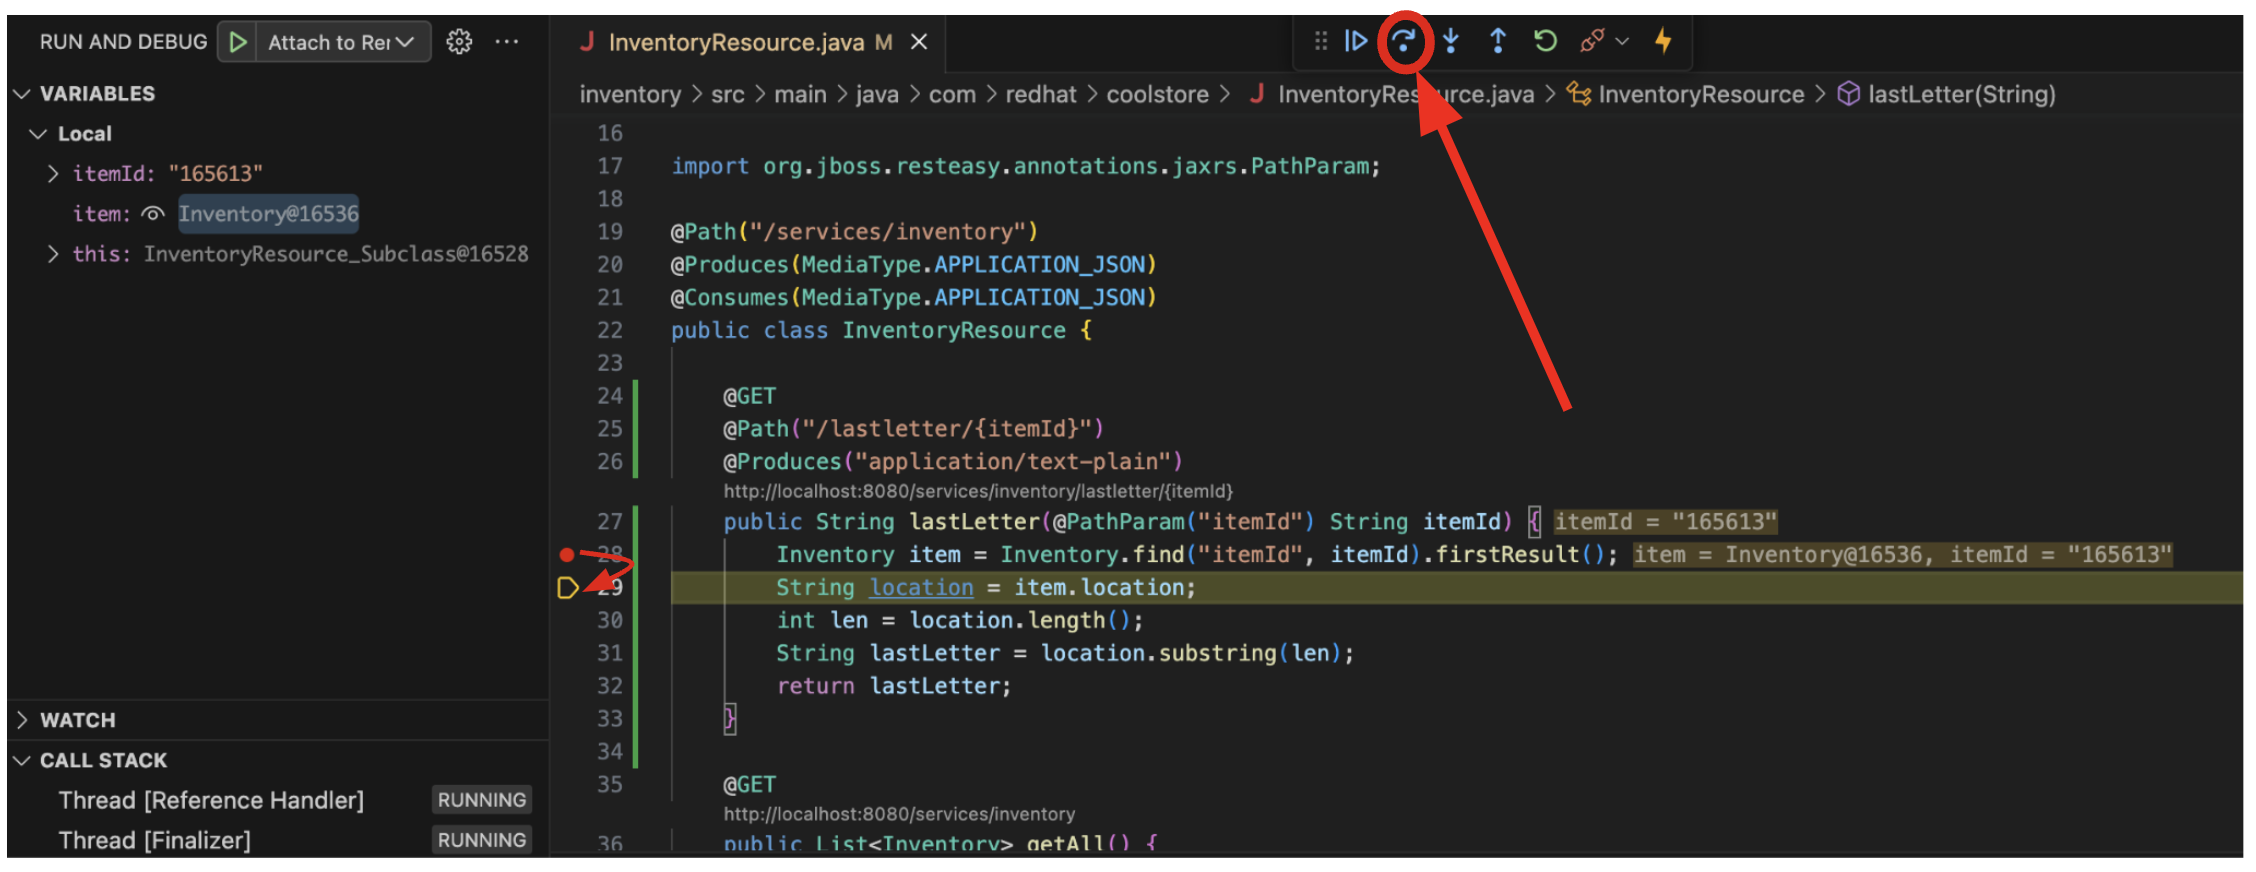 RUN AND DEBUG
Attach to Rer
VARIABLES
Local
itemId: "165613"
item: Inventory@16536
this: InventoryResource_Subclass@16528
WATCH
CALL STACK
Thread [Reference Handler] RUNNING
Thread [Finalizer] RUNNING
J InventoryResource.java M
inventory > src > main > java > com > redhat > coolstore > J InventoryResource.java > InventoryResource > lastLetter(String)
16
17 import org.jboss.resteasy.annotations.jaxrs.PathParam;
18
19 @Path("/services/inventory")
20 @Produces(MediaType.APPLICATION_JSON)
21 @Consumes(MediaType.APPLICATION_JSON)
22 public class InventoryResource {
23
24 @GET
25 @Path("/lastletter/{itemId}")
26 @Produces("application/text-plain")
http://localhost:8080/services/inventory/lastletter/{itemId}
27 public String lastLetter(@PathParam("itemId") String itemId) { itemId = "165613"
28 Inventory item = Inventory.find("itemId", itemId).firstResult(); item = Inventory@16536, itemId = "165613"
29 String location = item.location;
30 int len = location.length();
31 String lastLetter = location.substring(len);
32 return lastLetter;
33 }
34
35 @GET
http://localhost:8080/services/inventory
36 public List<Inventory> getAll() {